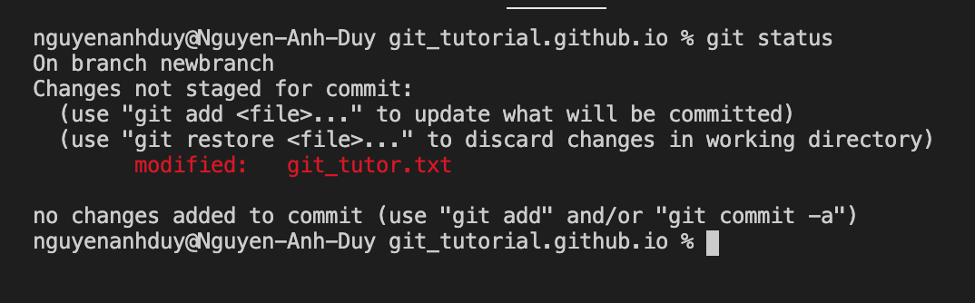 nguyenanhduy@Nguyen-Anh-Duy git_tutorial.github.io % git status
On branch newbranch
Changes not staged for commit:
  (use "git add <file>..." to update what will be committed)
  (use "git restore <file>..." to discard changes in working directory)
        modified:   git_tutor.txt

no changes added to commit (use "git add" and/or "git commit -a")
nguyenanhduy@Nguyen-Anh-Duy git_tutorial.github.io %